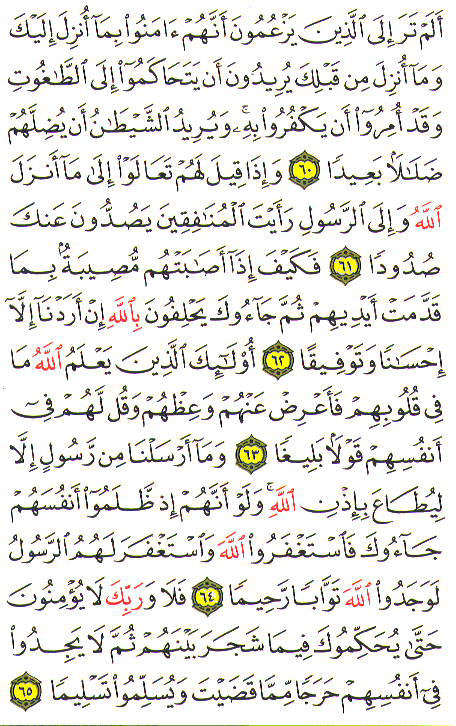 أَلَمْ تَرَ إِلَى ٱلَّذِينَ يَزْعُمُونَ أَنَّهُمْ ءَامَنُوا۟ بِمَآ أُنزِلَ إِلَيْكَ
وَمَآ أُنزِلَ مِن قَبْلِكَ يُرِيدُونَ أَن يَتَحَاكَمُوٓا۟ إِلَى ٱلطَّٰغُوتِ
وَقَدْ أُمِرُوٓا۟ أَن يَكْفُرُوا۟ بِهِۦ وَيُرِيدُ ٱلشَّيْطَٰنُ أَن يُضِلَّهُمْ
ضَلَٰلًۢا بَعِيدًا ٦٠ وَإِذَا قِيلَ لَهُمْ تَعَالَوْا۟ إِلَىٰ مَآ أَنزَلَ
ٱللَّهُ وَإِلَى ٱلرَّسُولِ رَأَيْتَ ٱلْمُنَٰفِقِينَ يَصُدُّونَ عَنكَ
صُدُودًا ٦١ فَكَيْفَ إِذَآ أَصَٰبَتْهُم مُّصِيبَةٌۢ بِمَا
قَدَّمَتْ أَيْدِيهِمْ ثُمَّ جَآءُوكَ يَحْلِفُونَ بِٱللَّهِ إِنْ أَرَدْنَآ إِلَّآ
إِحْسَٰنًا وَتَوْفِيقًا ٦٢ أُو۟لَٰٓئِكَ ٱلَّذِينَ يَعْلَمُ ٱللَّهُ مَا
فِى قُلُوبِهِمْ فَأَعْرِضْ عَنْهُمْ وَعِظْهُمْ وَقُل لَّهُمْ فِىٓ
أَنفُسِهِمْ قَوْلًۢا بَلِيغًا ٦٣ وَمَآ أَرْسَلْنَا مِن رَّسُولٍ إِلَّا
لِيُطَاعَ بِإِذْنِ ٱللَّهِ ۚ وَلَوْ أَنَّهُمْ إِذ ظَّلَمُوٓا۟ أَنفُسَهُمْ
جَآءُوكَ فَٱسْتَغْفَرُوا۟ ٱللَّهَ وَٱسْتَغْفَرَ لَهُمُ ٱلرَّسُولُ
لَوَجَدُوا۟ ٱللَّهَ تَوَّابًا رَّحِيمًا ٦٤ فَلَا وَرَبِّكَ لَا يُؤْمِنُونَ
حَتَّىٰ يُحَكِّمُوكَ فِيمَا شَجَرَ بَيْنَهُمْ ثُمَّ لَا يَجِدُوا۟
فِىٓ أَنفُسِهِمْ حَرَجًا مِّمَّا قَضَيْتَ وَيُسَلِّمُوا۟ تَسْلِيمًا ٦٥